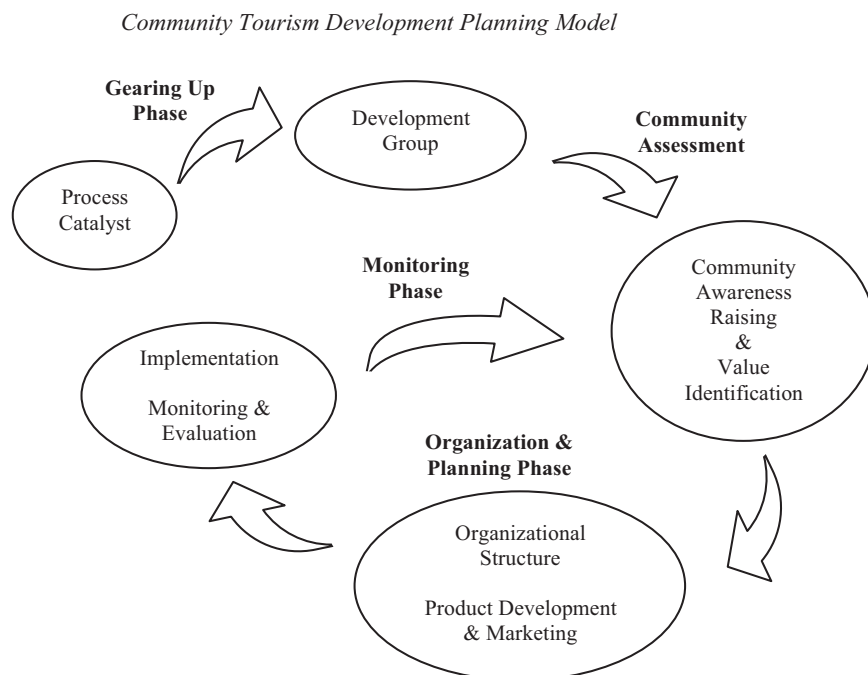 Community Tourism Development Planning Model
Gearing Up
Phase
Development
Group
Community
Assessment
Process
Catalyst
Monitoring
Phase
Community
Awareness
Raising
&
Value
Identification
Implementation
Monitoring &
Evaluation
Organization &
Planning Phase
Organizational
Structure
Product Development
& Marketing